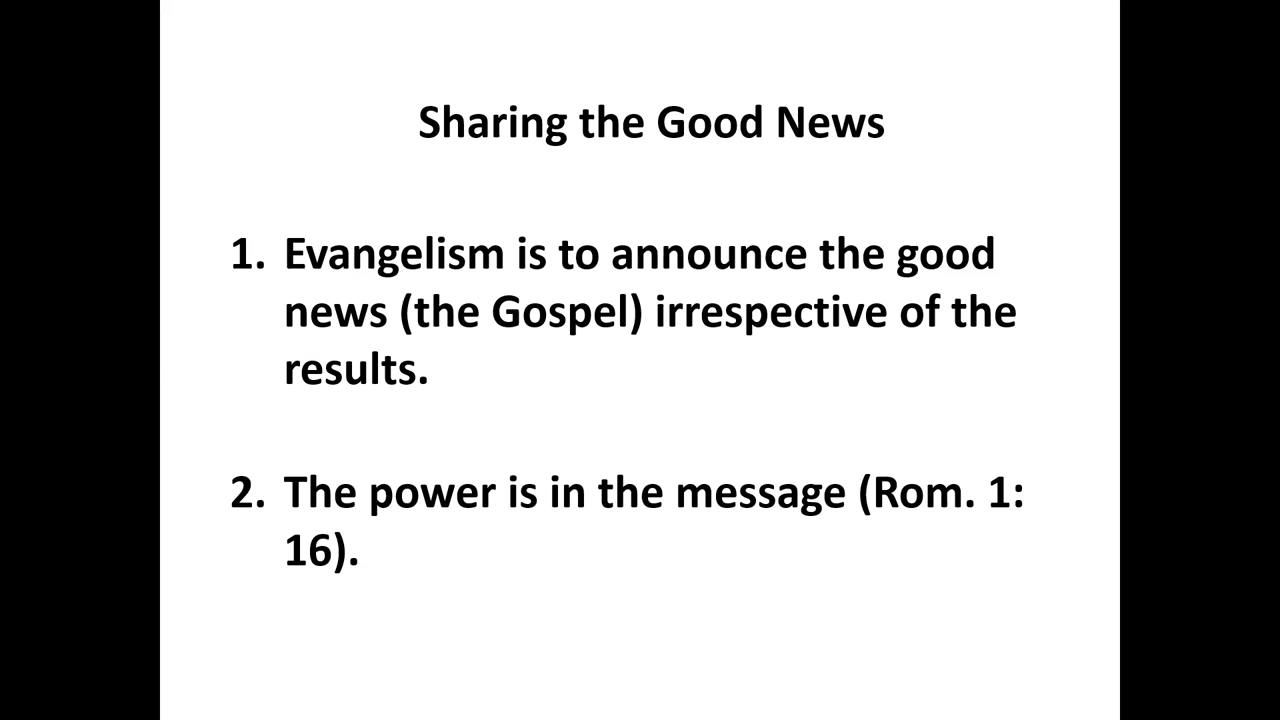 Sharing the Good News
1. Evangelism is to announce the good
news (the Gospel) irrespective of the
results.
2. The power is in the message (Rom. 1:
16).